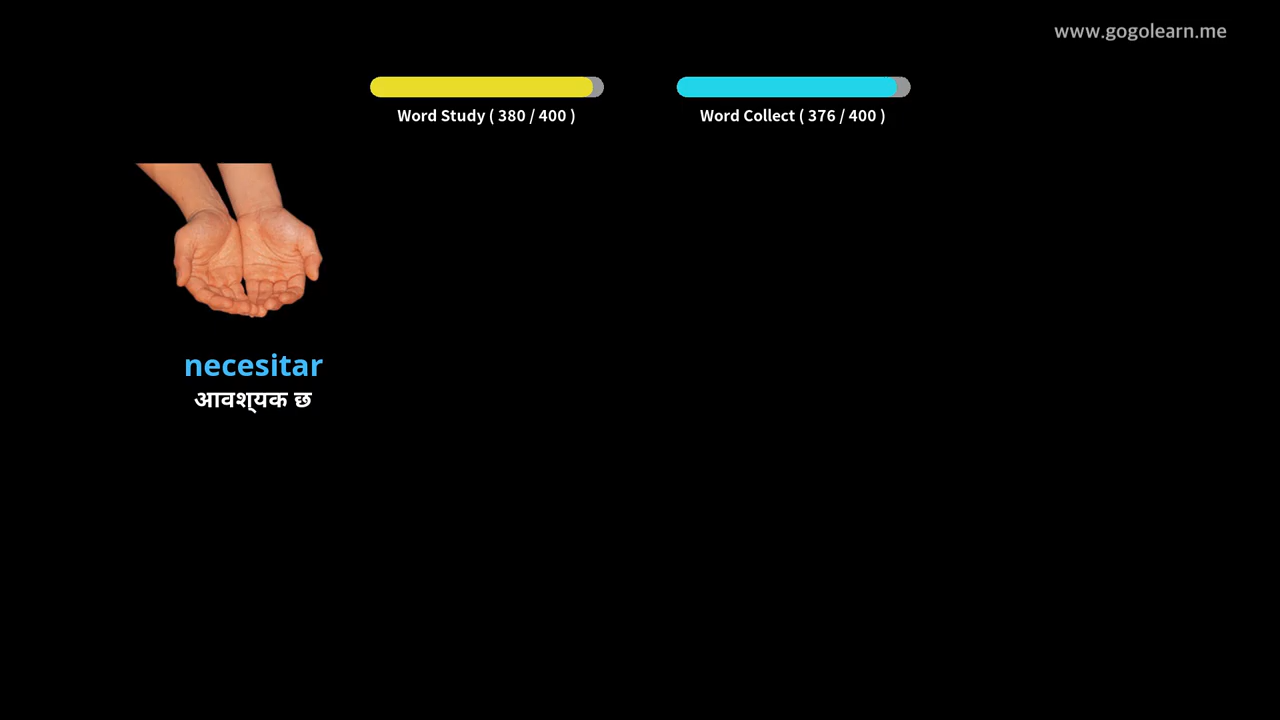 www.gogolearn.me
Word Study ( 380 / 400 )
Word Collect ( 376 / 400 )
necesitar
आवश्यक छ